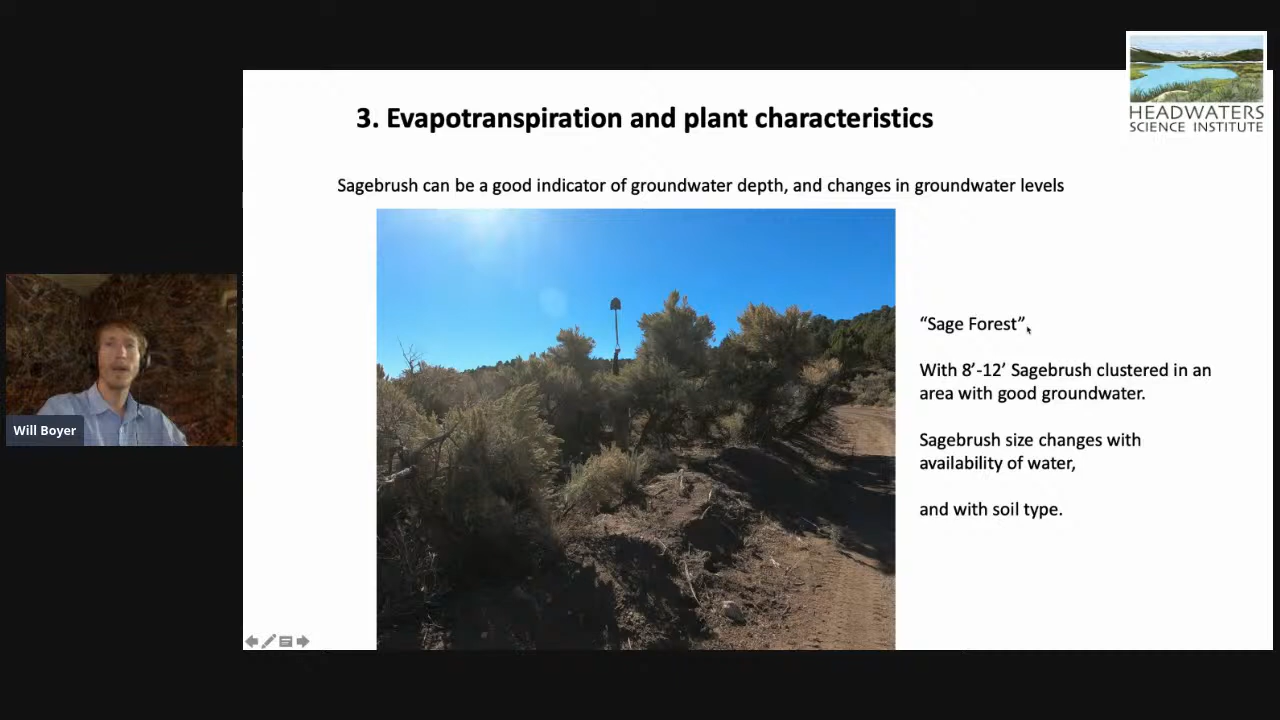 HEADWATERS
SCIENCE INSTITUTE
3. Evapotranspiration and plant characteristics
Sagebrush can be a good indicator of groundwater depth, and changes in groundwater levels
“Sage Forest”,
With 8’-12’ Sagebrush clustered in an
area with good groundwater.
Sagebrush size changes with
availability of water,
and with soil type.
Will Boyer